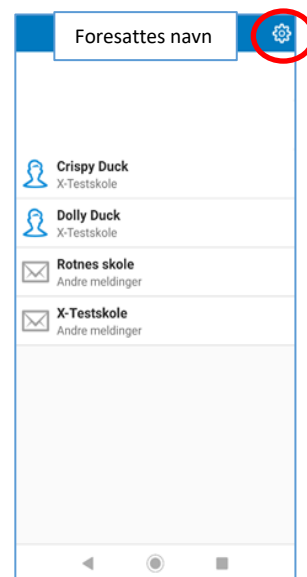 Foresattes navn
Crispy Duck
X-Testskole
Dolly Duck
X-Testskole
Rotnes skole
Andre meldinger
X-Testskole
Andre meldinger